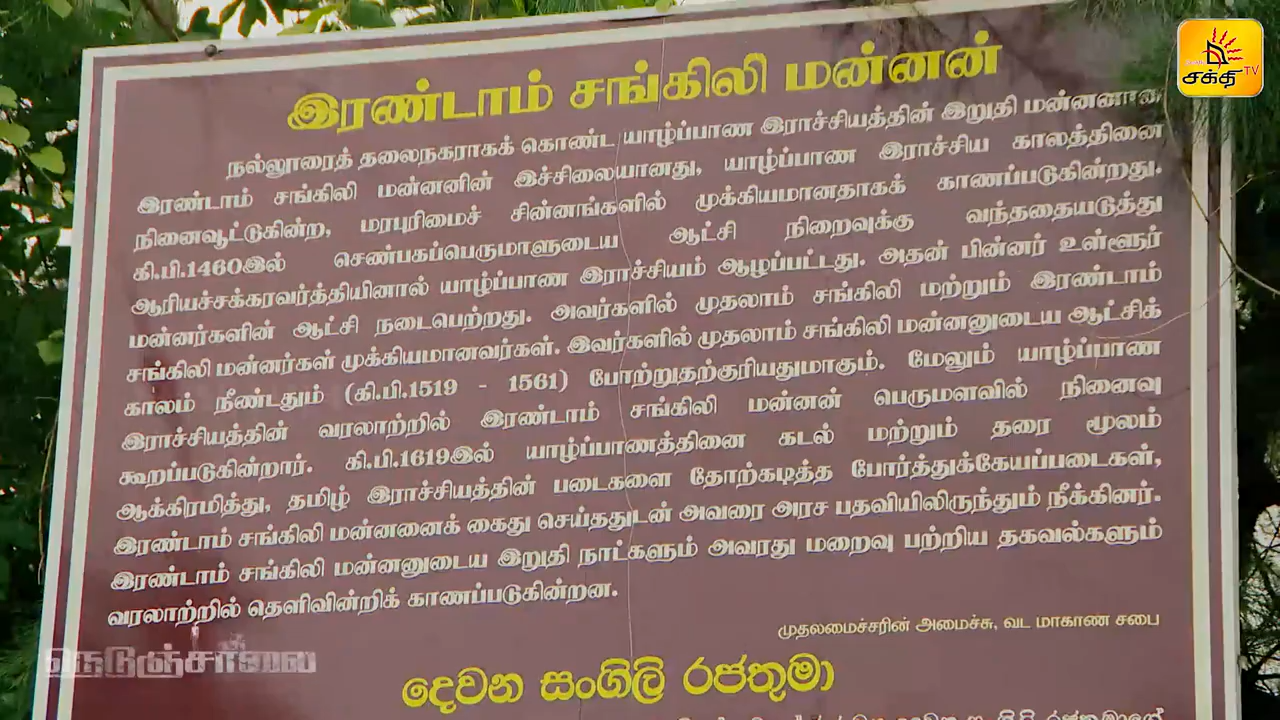 சக்தி TV
இரண்டாம் சங்கிலி மன்னன்
நல்லூரைத் தலைநகராகக் கொண்ட யாழ்ப்பாண இராச்சியத்தின் இறுதி மன்னனான
இரண்டாம் சங்கிலி மன்னனின் இச்சிலையானது, யாழ்ப்பாண இராச்சிய காலத்தினை
நினைவூட்டுகின்ற, மரபுரிமைச் சின்னங்களில் முக்கியமானதாகக் காணப்படுகின்றது.
கி.பி.1460இல் செண்பகப்பெருமாளுடைய ஆட்சி நிறைவுக்கு வந்ததையடுத்து
ஆரியச்சக்கரவர்த்தியினால் யாழ்ப்பாண இராச்சியம் ஆழப்பட்டது. அதன் பின்னர் உள்ளூர்
மன்னர்களின் ஆட்சி நடைபெற்றது. அவர்களில் முதலாம் சங்கிலி மற்றும் இரண்டாம்
சங்கிலி மன்னர்கள் முக்கியமானவர்கள். இவர்களில் முதலாம் சங்கிலி மன்னனுடைய ஆட்சிக்
காலம் நீண்டதும் (கி.பி.1519 - 1561) போற்றுதற்குரியதுமாகும். மேலும் யாழ்ப்பாண
இராச்சியத்தின் வரலாற்றில் இரண்டாம் சங்கிலி மன்னன் பெருமளவில் நினைவு
கூறப்படுகின்றார். கி.பி.1619இல் யாழ்ப்பாணத்தினை கடல் மற்றும் தரை மூலம்
ஆக்கிரமித்து, தமிழ் இராச்சியத்தின் படைகளை தோற்கடித்த போர்த்துக்கேயப்படைகள்,
இரண்டாம் சங்கிலி மன்னனைக் கைது செய்ததுடன் அவரை அரச பதவியிலிருந்தும் நீக்கினர்.
இரண்டாம் சங்கிலி மன்னனுடைய இறுதி நாட்களும் அவரது மறைவு பற்றிய தகவல்களும்
வரலாற்றில் தெளிவின்றிக் காணப்படுகின்றன.
முதலமைச்சரின் அமைச்சு, வட மாகாண சபை
நெடுஞ்சாலை
දෙවන සංගිලි රජතුමා